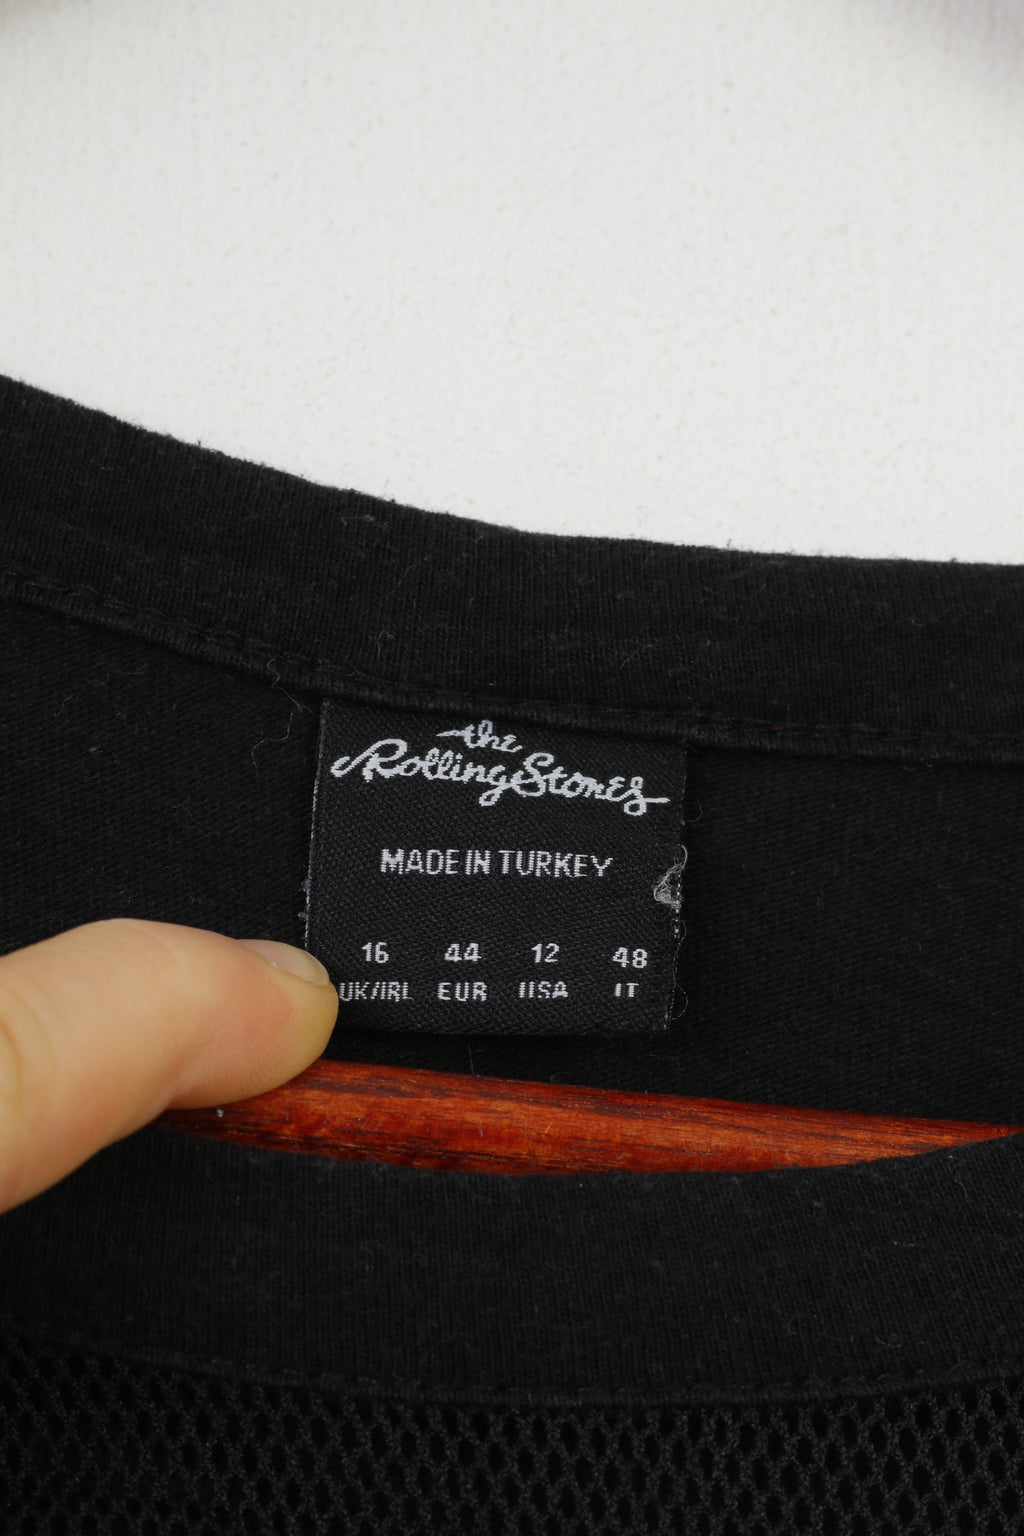 the
Rolling Stones
MADE IN TURKEY
16 44 12 48
UK/IRL EUR USA IT